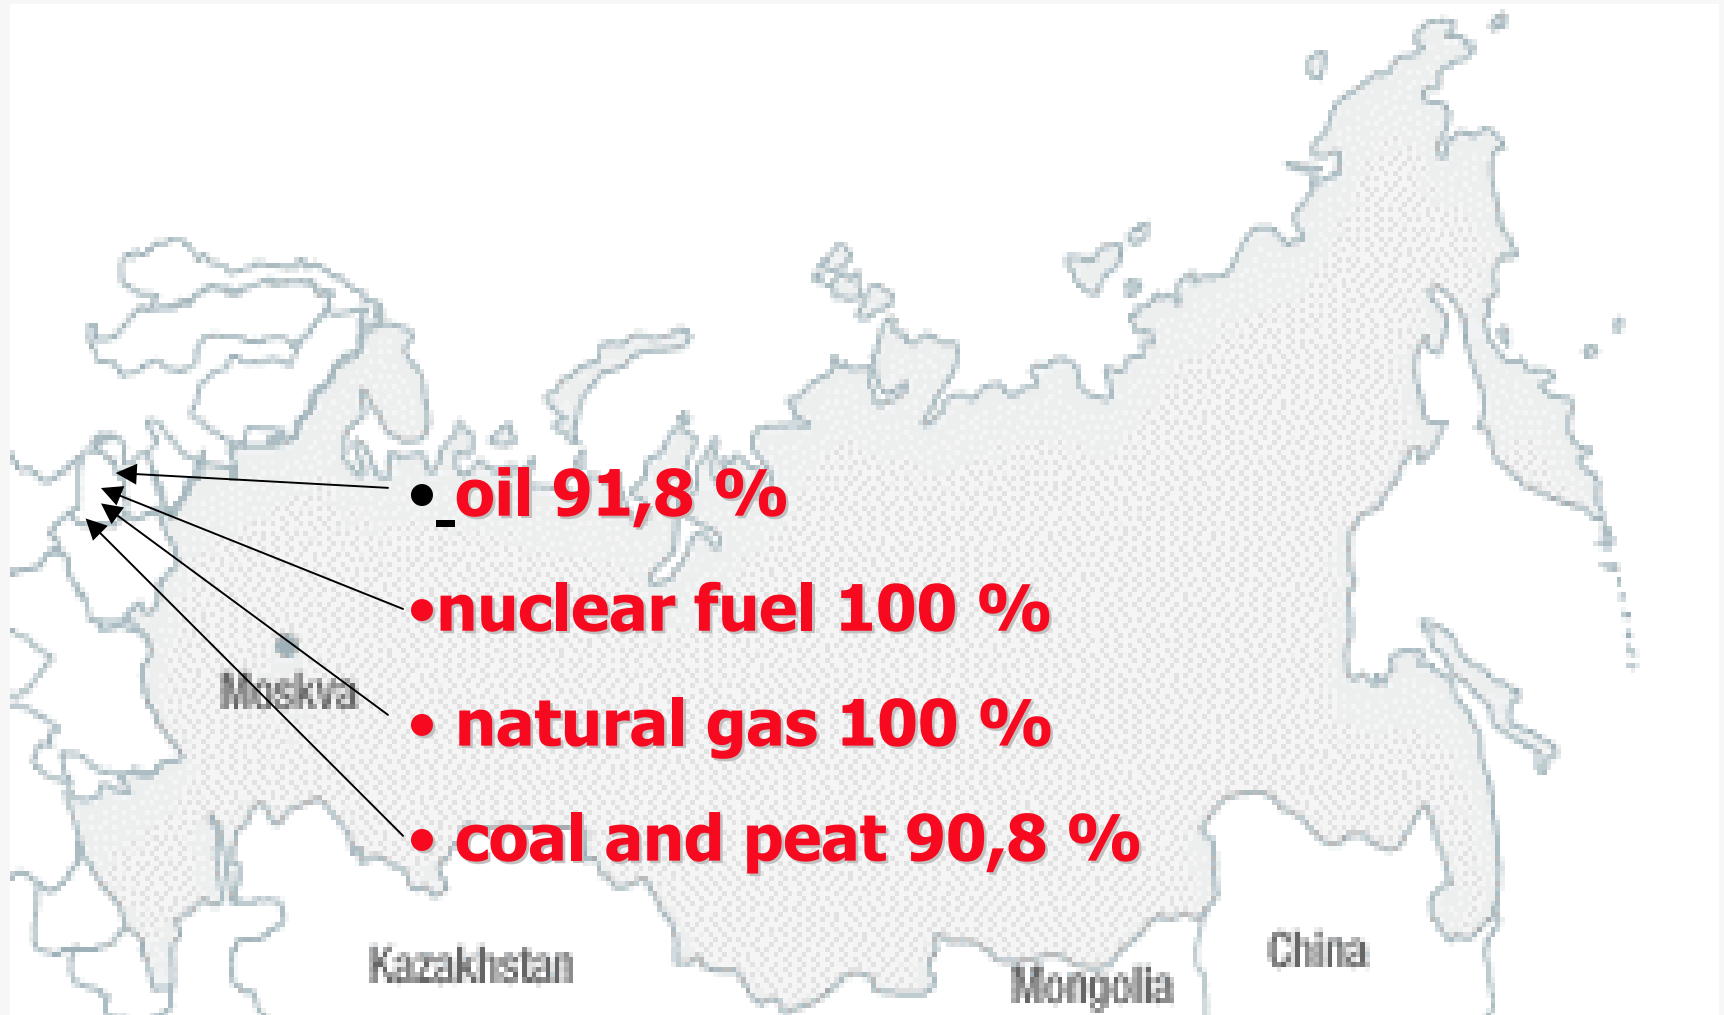 • oil 91,8 %
•nuclear fuel 100 %
Moskva
• natural gas 100 %
• coal and peat 90,8 %
Kazakhstan
Mongolia
China